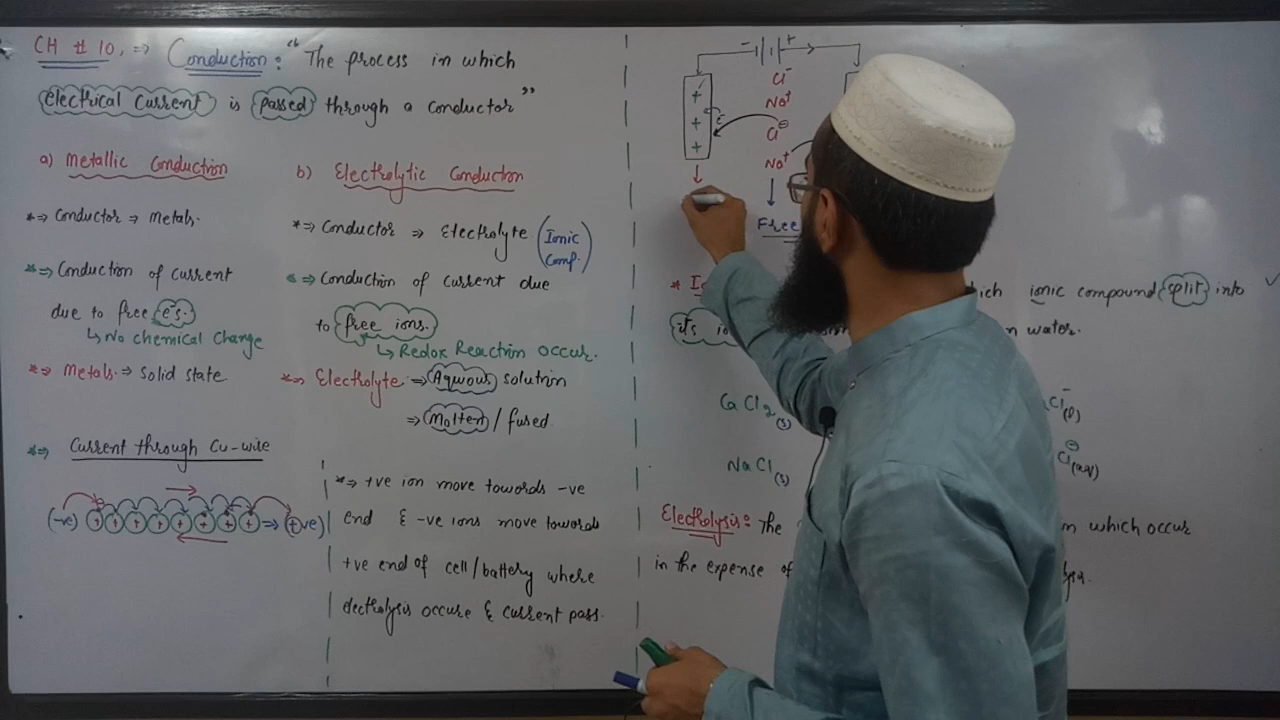 CH # 10, ⇒ Conduction: "The process in which
electrical current is passed through a conductor"
a) Metallic Conduction
*⇒ Conductor ⇒ Metals.
*⇒ Conduction of current
due to free e's.
↳ No chemical change
*⇒ Metals ⇒ Solid state
*⇒ Current through Cu-wire
(-ve) + + + + + + + + ⇒ (+ve)
b) Electrolytic Conduction
*⇒ Conductor ⇒ Electrolyte (Ionic
Comp.)
*⇒ Conduction of current due
to free ions.
↳ Redox Reaction occur.
*⇒ Electrolyte ⇒ Aquous solution
⇒ Molten / fused
*⇒ +ve ion move towards -ve
end & -ve ions move towards
+ve end of cell/battery where
electrolysis occure & current pass.
- +
+
+
+
e⁻
Cl⁻
Na⁺
Cl⊖
Na⁺
Free
ich ionic compound split into
its n water.
CaCl2(s) Cl⁻(l)
NaCl(s) Cl⊖(aq)
Electrolysis: The n which occur
in the expense of